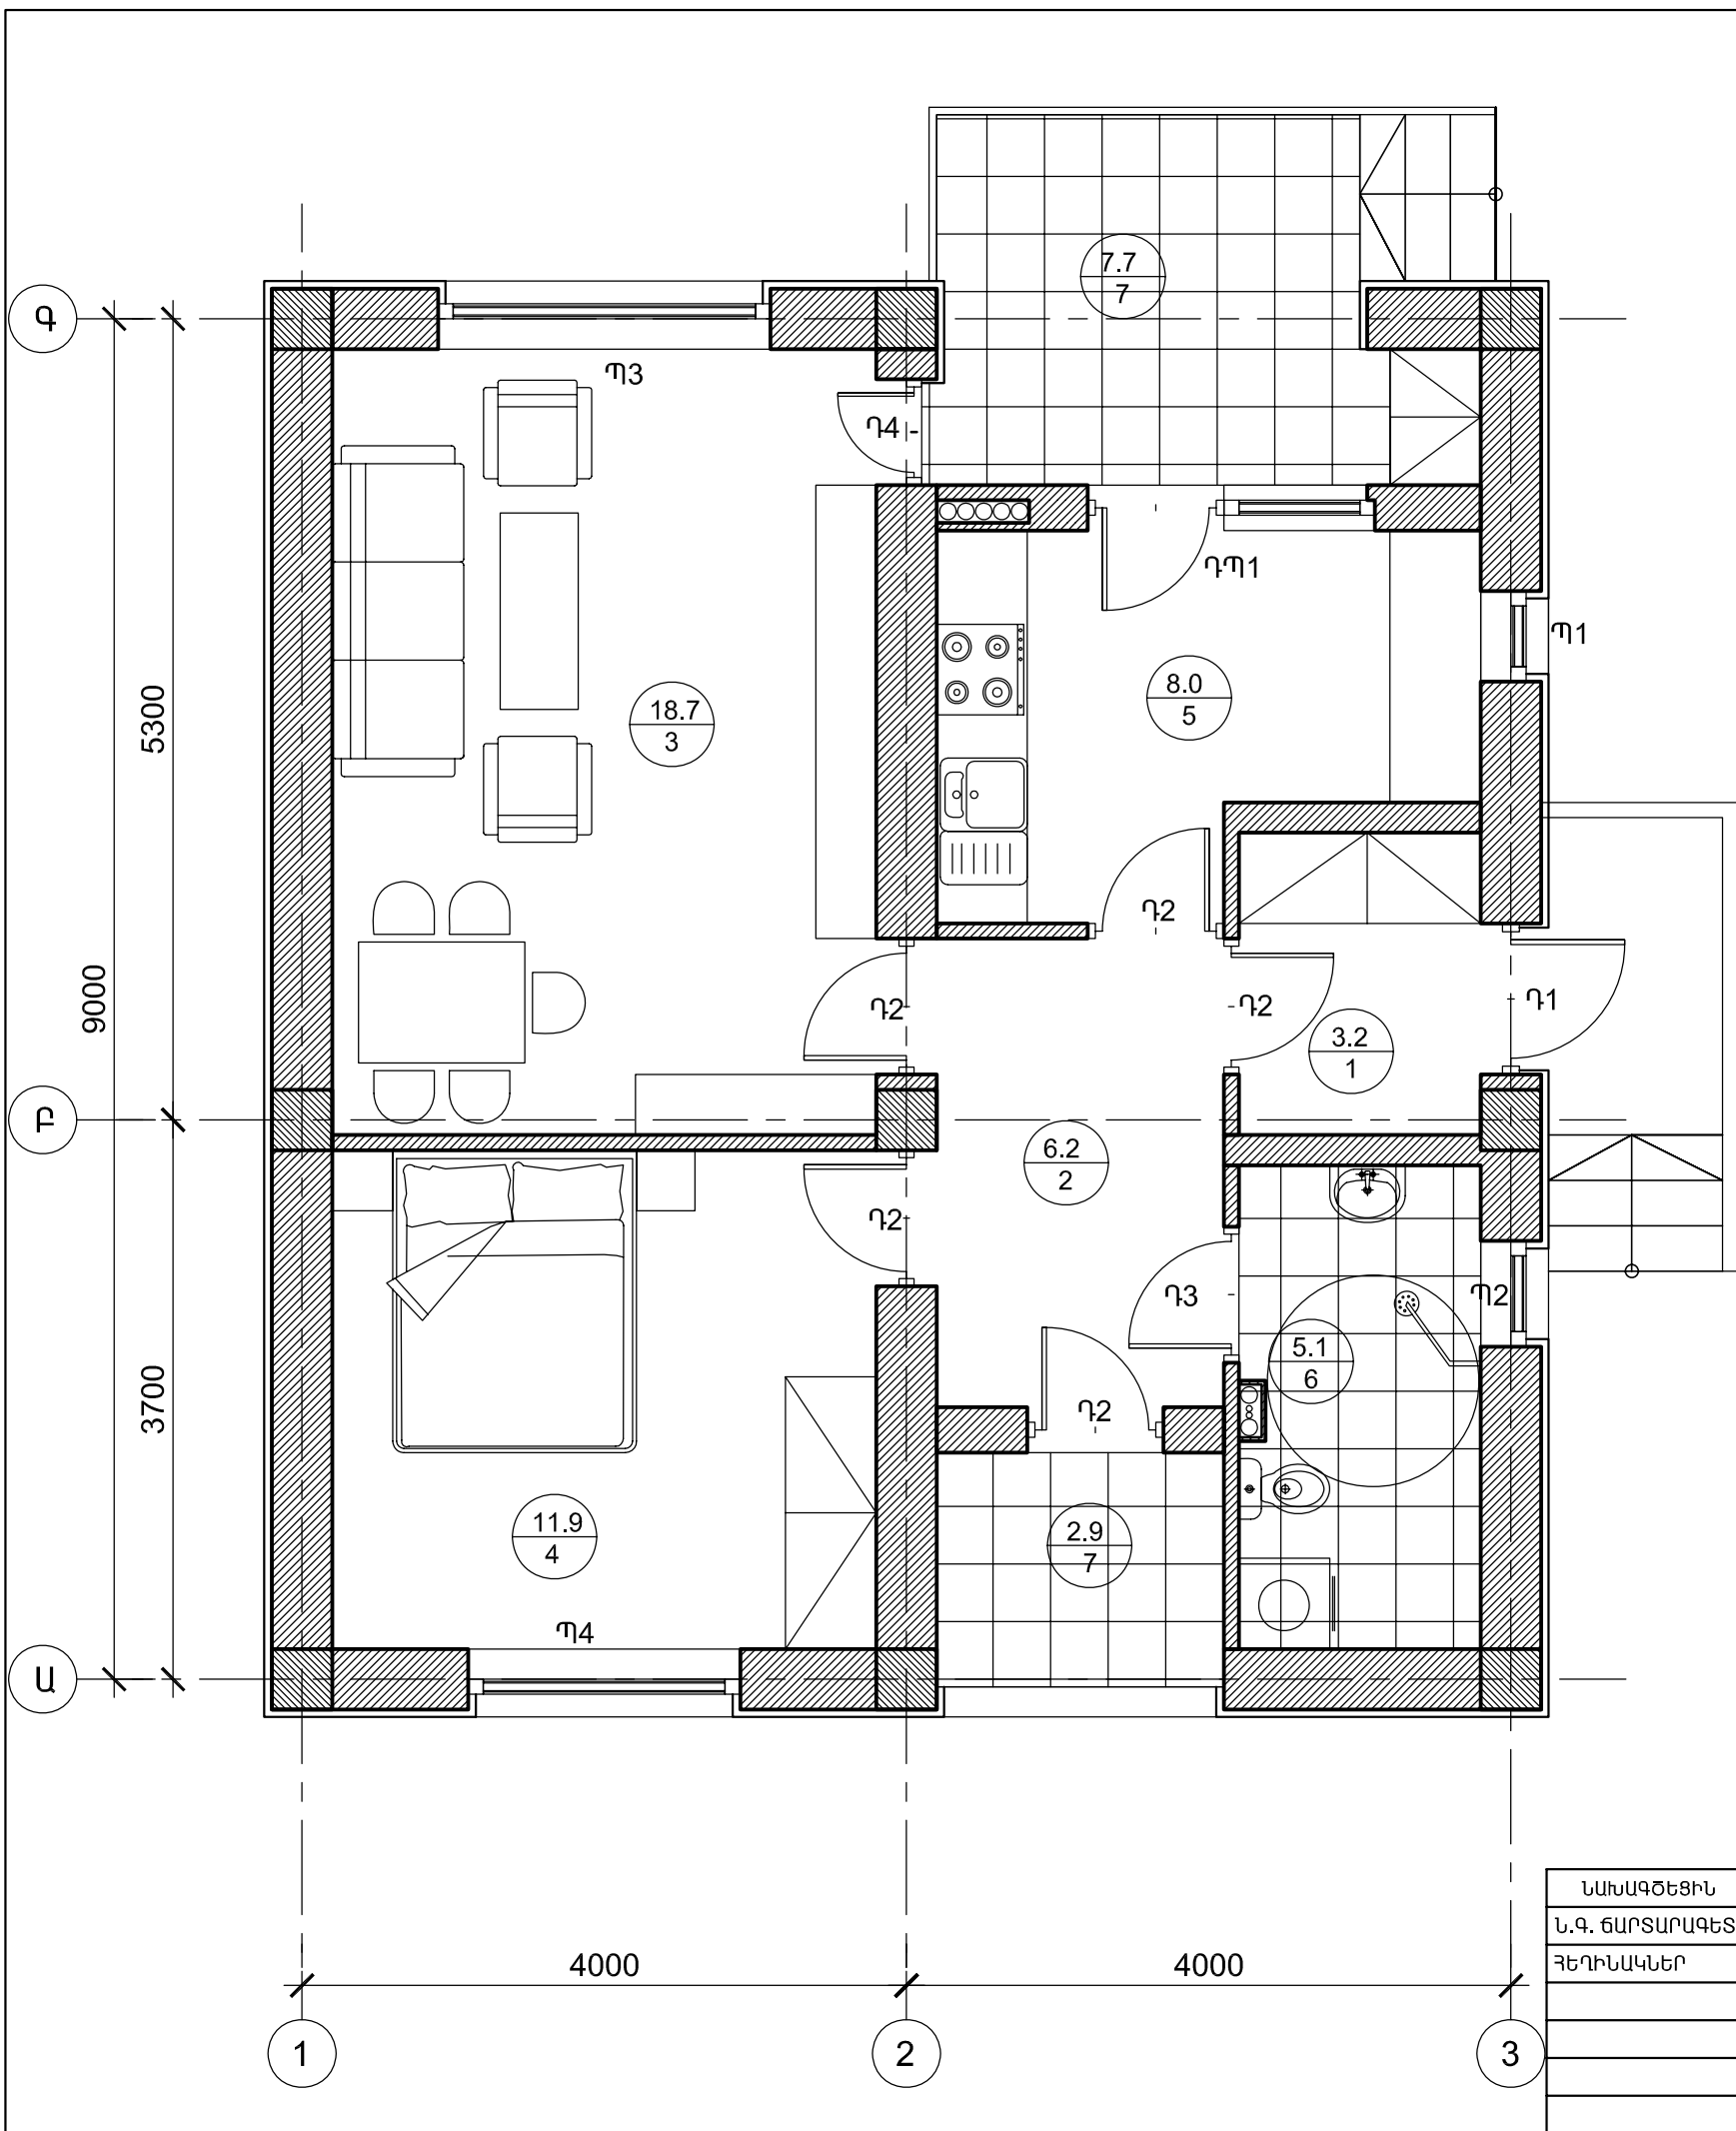 7.7
7
Գ
Պ3
Դ4
ԴՊ1
Պ1
5300
18.7
3
8.0
5
Դ2
9000
Դ2
Դ2
Դ1
3.2
1
Բ
6.2
2
Դ2
Դ3
Պ2
5.1
6
3700
Դ2
11.9
4
2.9
7
Պ4
Ա
ՆԱԽԱԳԾԵՑԻՆ
Ն.Գ. ՃԱՐՏԱՐԱԳԵՏ
ՀԵՂԻՆԱԿՆԵՐ
4000
4000
1
2
3